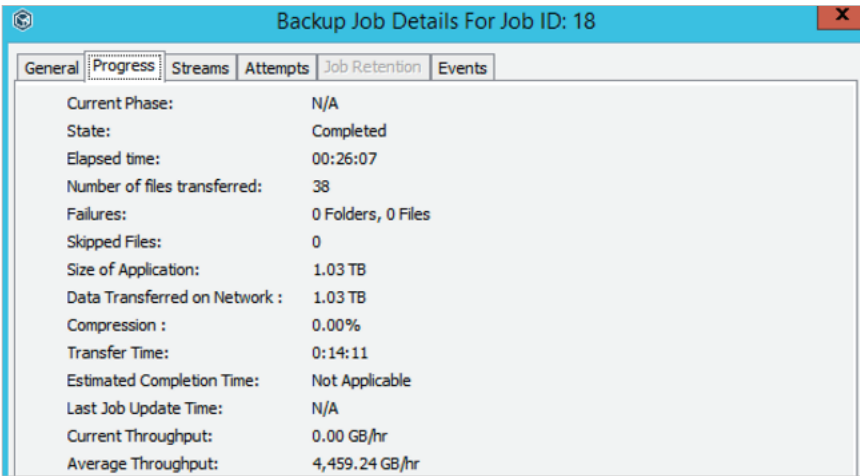 Backup Job Details For Job ID: 18
x
General Progress Streams Attempts Job Retention Events
Current Phase: N/A
State: Completed
Elapsed time: 00:26:07
Number of files transferred: 38
Failures: 0 Folders, 0 Files
Skipped Files: 0
Size of Application: 1.03 TB
Data Transferred on Network : 1.03 TB
Compression : 0.00%
Transfer Time: 0:14:11
Estimated Completion Time: Not Applicable
Last Job Update Time: N/A
Current Throughput: 0.00 GB/hr
Average Throughput: 4,459.24 GB/hr